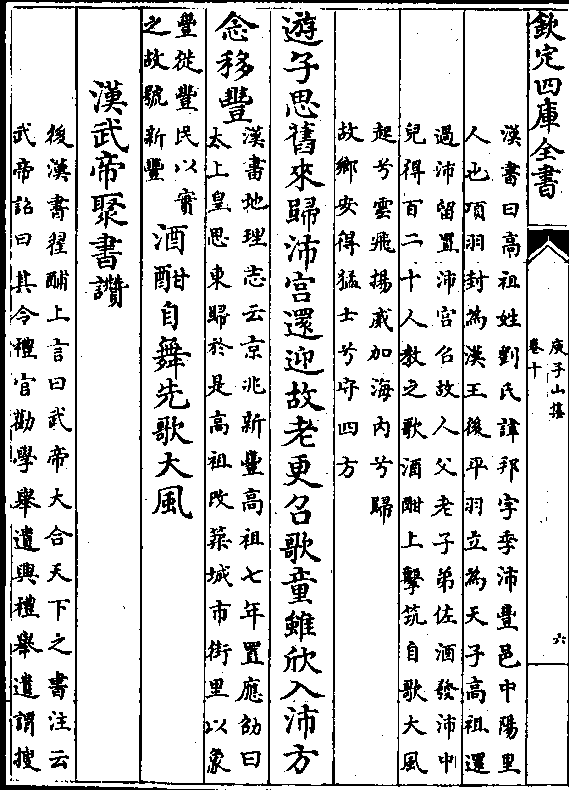 欽定四庫全書
庾子山集
卷十
六
漢書曰高祖姓劉氏諱邦字季沛豐邑中陽里
人也項羽封為漢王後平羽立為天子高祖還
過沛留置沛宫召故人父老子弟佐酒發沛中
兒得百二十人教之歌酒酣上擊筑自歌大風
起兮雲飛揚威加海内兮歸
故鄉安得猛士兮守四方
遊子思舊來歸沛宫還迎故老更召歌童雖欣入沛方
念移豐
漢書地理志云京兆新豐高祖七年置應劭曰
太上皇思東歸於是高祖改築城市街里以象
豐徙豐民以實
之故號新豐
酒酣自舞先歌大風
漢武帝聚書讚
後漢書翟酺上言曰武帝大合天下之書注云
武帝詔曰其令禮官勸學舉遺興禮舉遺謂搜